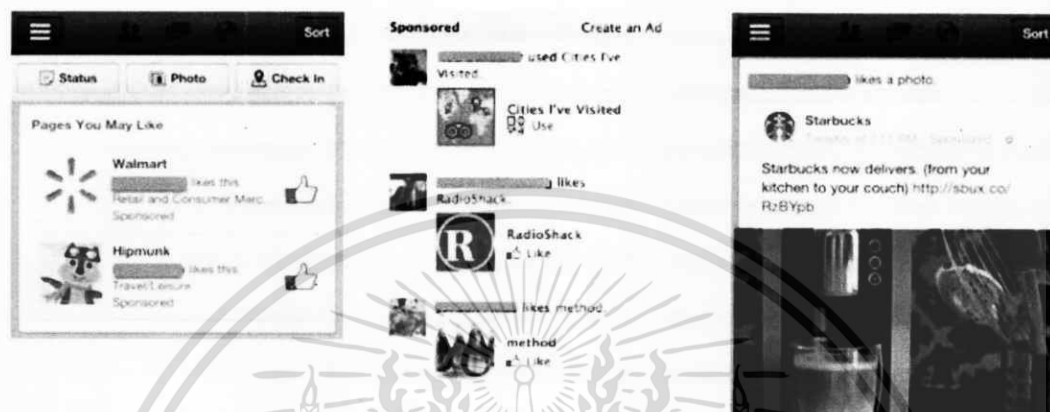 Sort
Status
Photo
Check In
Pages You May Like
Walmart
likes this.
Retail and Consumer Merc...
Sponsored
Hipmunk
likes this.
Travel/Leisure
Sponsored
Sponsored
Create an Ad
used Cities I've
Visited.
Cities I've Visited
Use
likes
RadioShack.
R
RadioShack
Like
likes method.
method
Like
Sort
likes a photo.
Starbucks
Sponsored
Starbucks now delivers. (from your
kitchen to your couch) http://sbux.co/
RzBYpb